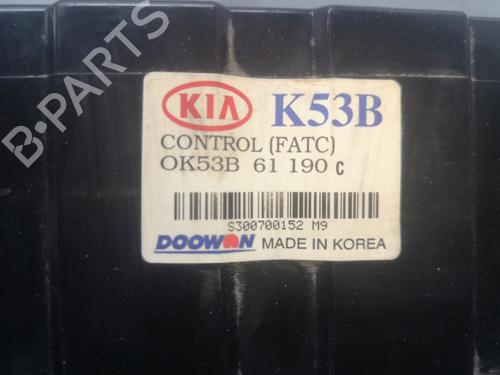 KIA K53B
CONTROL (FATC)
OK53B 61 190 C
S300700152 M9
DOOWON MADE IN KOREA
B-PARTS